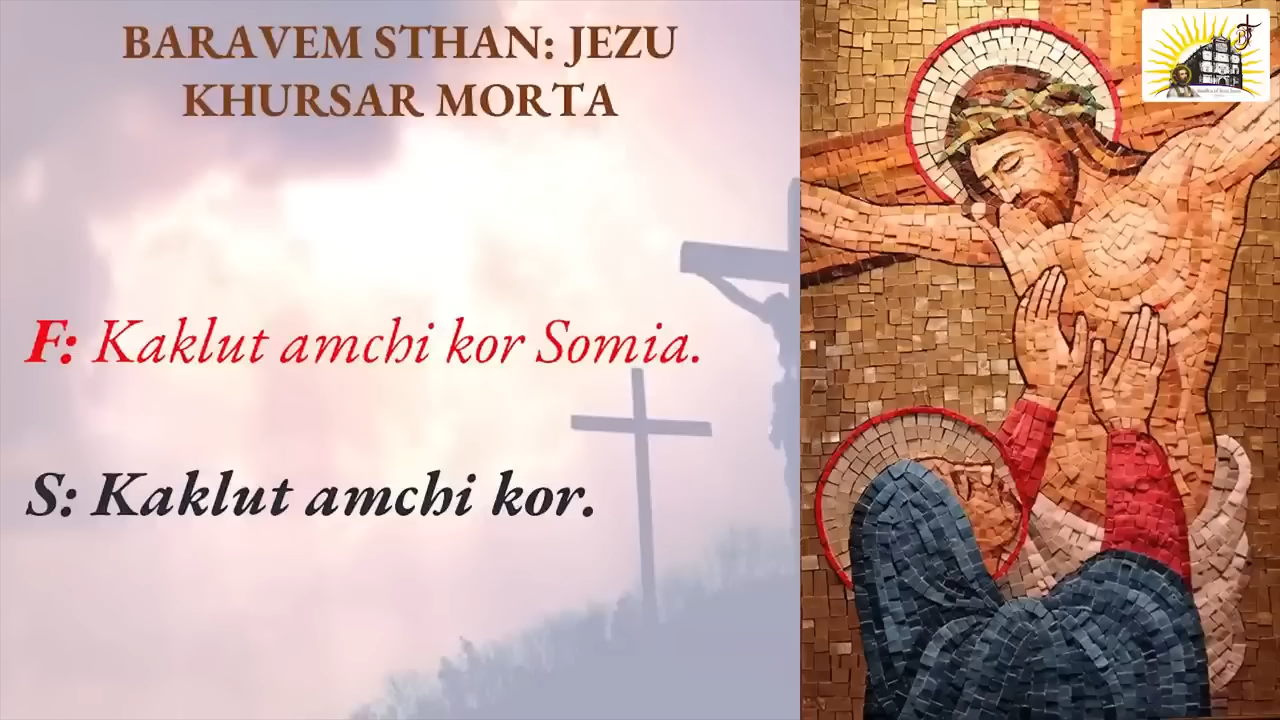 BARAVEM STHAN: JEZU
KHURSAR MORTA
F: Kaklut amchi kor Somia.
S: Kaklut amchi kor.